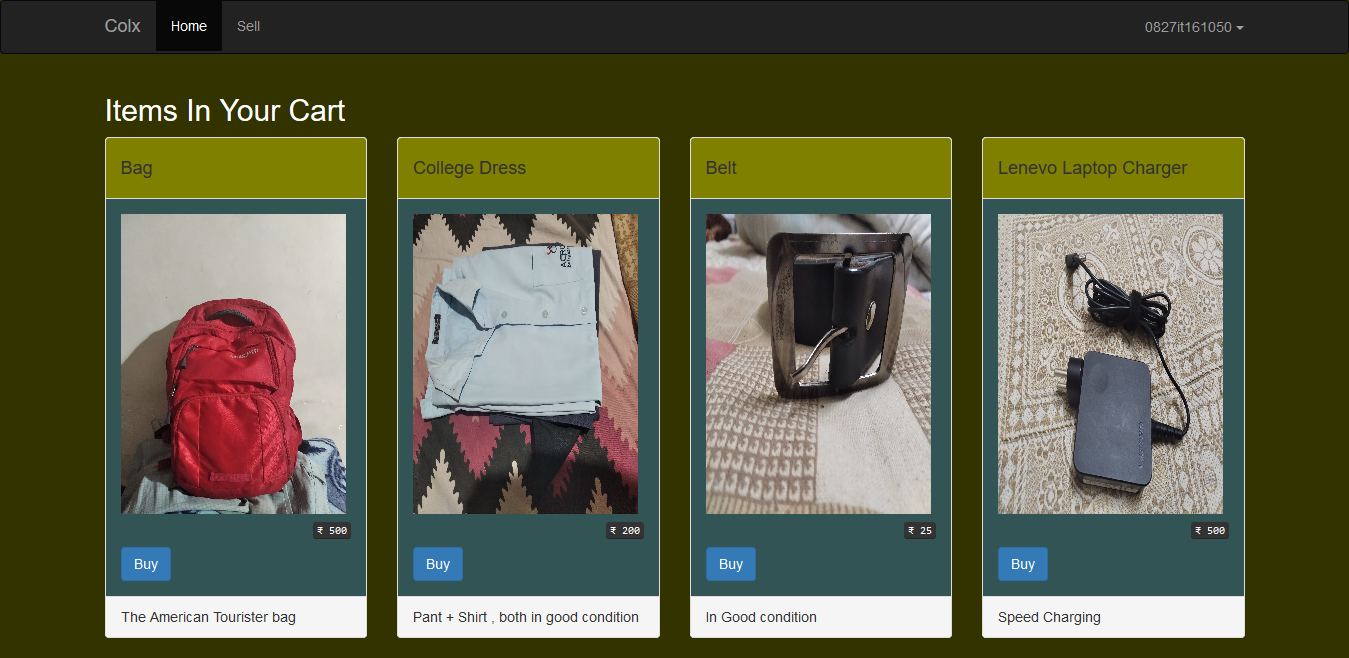 Colx Home Sell 0827it161050
Items In Your Cart
Bag
College Dress
Belt
Lenevo Laptop Charger
₹ 500
₹ 200
₹ 25
₹ 500
Buy
Buy
Buy
Buy
The American Tourister bag
Pant + Shirt , both in good condition
In Good condition
Speed Charging